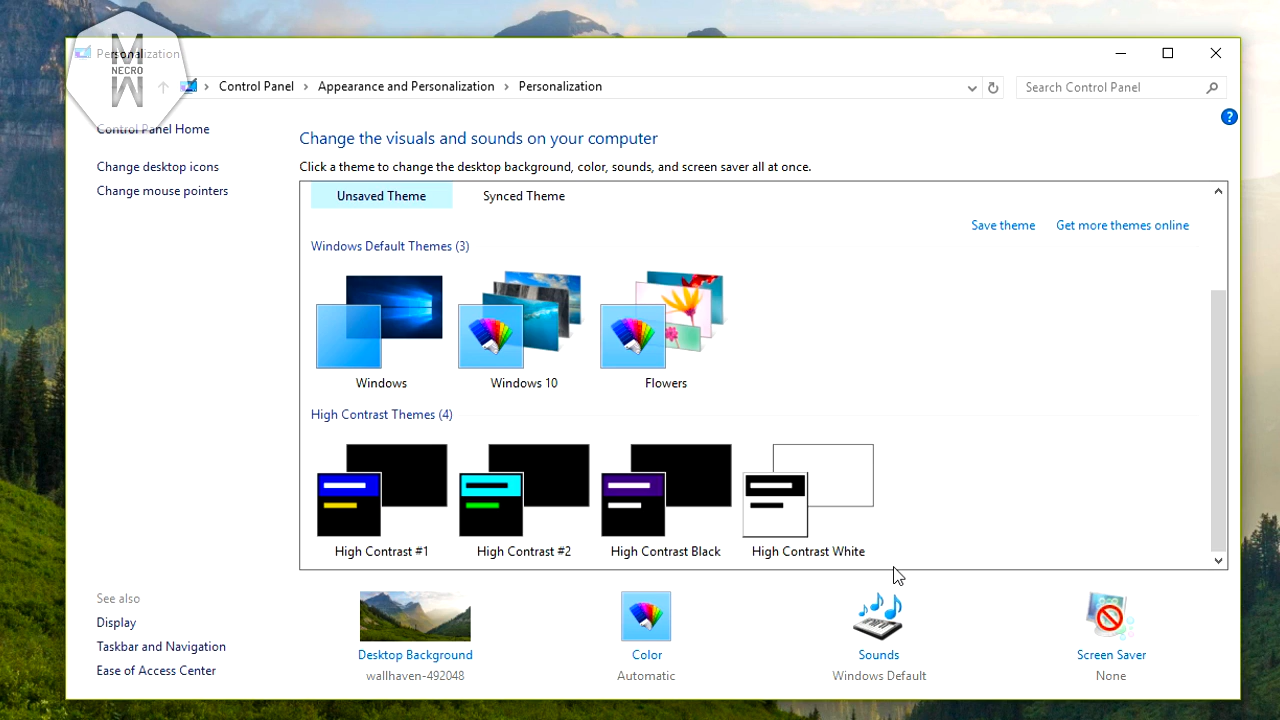 Personalization
M
NECRO
M
Control Panel > Appearance and Personalization > Personalization
Search Control Panel
Control Panel Home
Change desktop icons
Change mouse pointers
Change the visuals and sounds on your computer
Click a theme to change the desktop background, color, sounds, and screen saver all at once.
Unsaved Theme Synced Theme
Save theme Get more themes online
Windows Default Themes (3)
Windows Windows 10 Flowers
High Contrast Themes (4)
High Contrast #1 High Contrast #2 High Contrast Black High Contrast White
See also
Display
Taskbar and Navigation
Ease of Access Center
Desktop Background Color Sounds Screen Saver
wallhaven-492048 Automatic Windows Default None